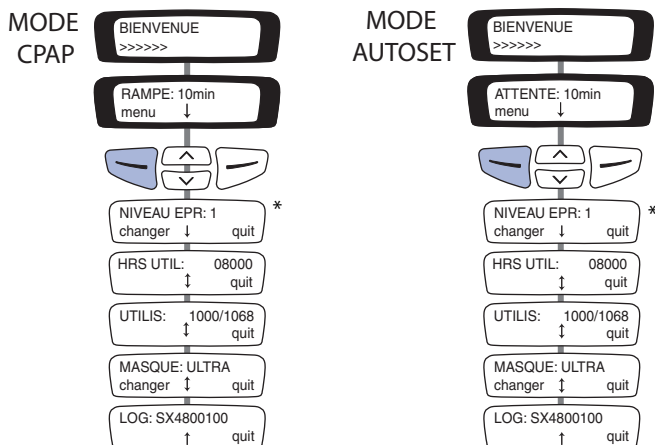 MODE
CPAP
BIENVENUE
>>>>>>
RAMPE: 10min
menu ↓
NIVEAU EPR: 1 *
changer ↓ quit
HRS UTIL: 08000
↕ quit
UTILIS: 1000/1068
↕ quit
MASQUE: ULTRA
changer ↕ quit
LOG: SX4800100
↑ quit
MODE
AUTOSET
BIENVENUE
>>>>>>
ATTENTE: 10min
menu ↓
NIVEAU EPR: 1 *
changer ↓ quit
HRS UTIL: 08000
↕ quit
UTILIS: 1000/1068
↕ quit
MASQUE: ULTRA
changer ↕ quit
LOG: SX4800100
↑ quit